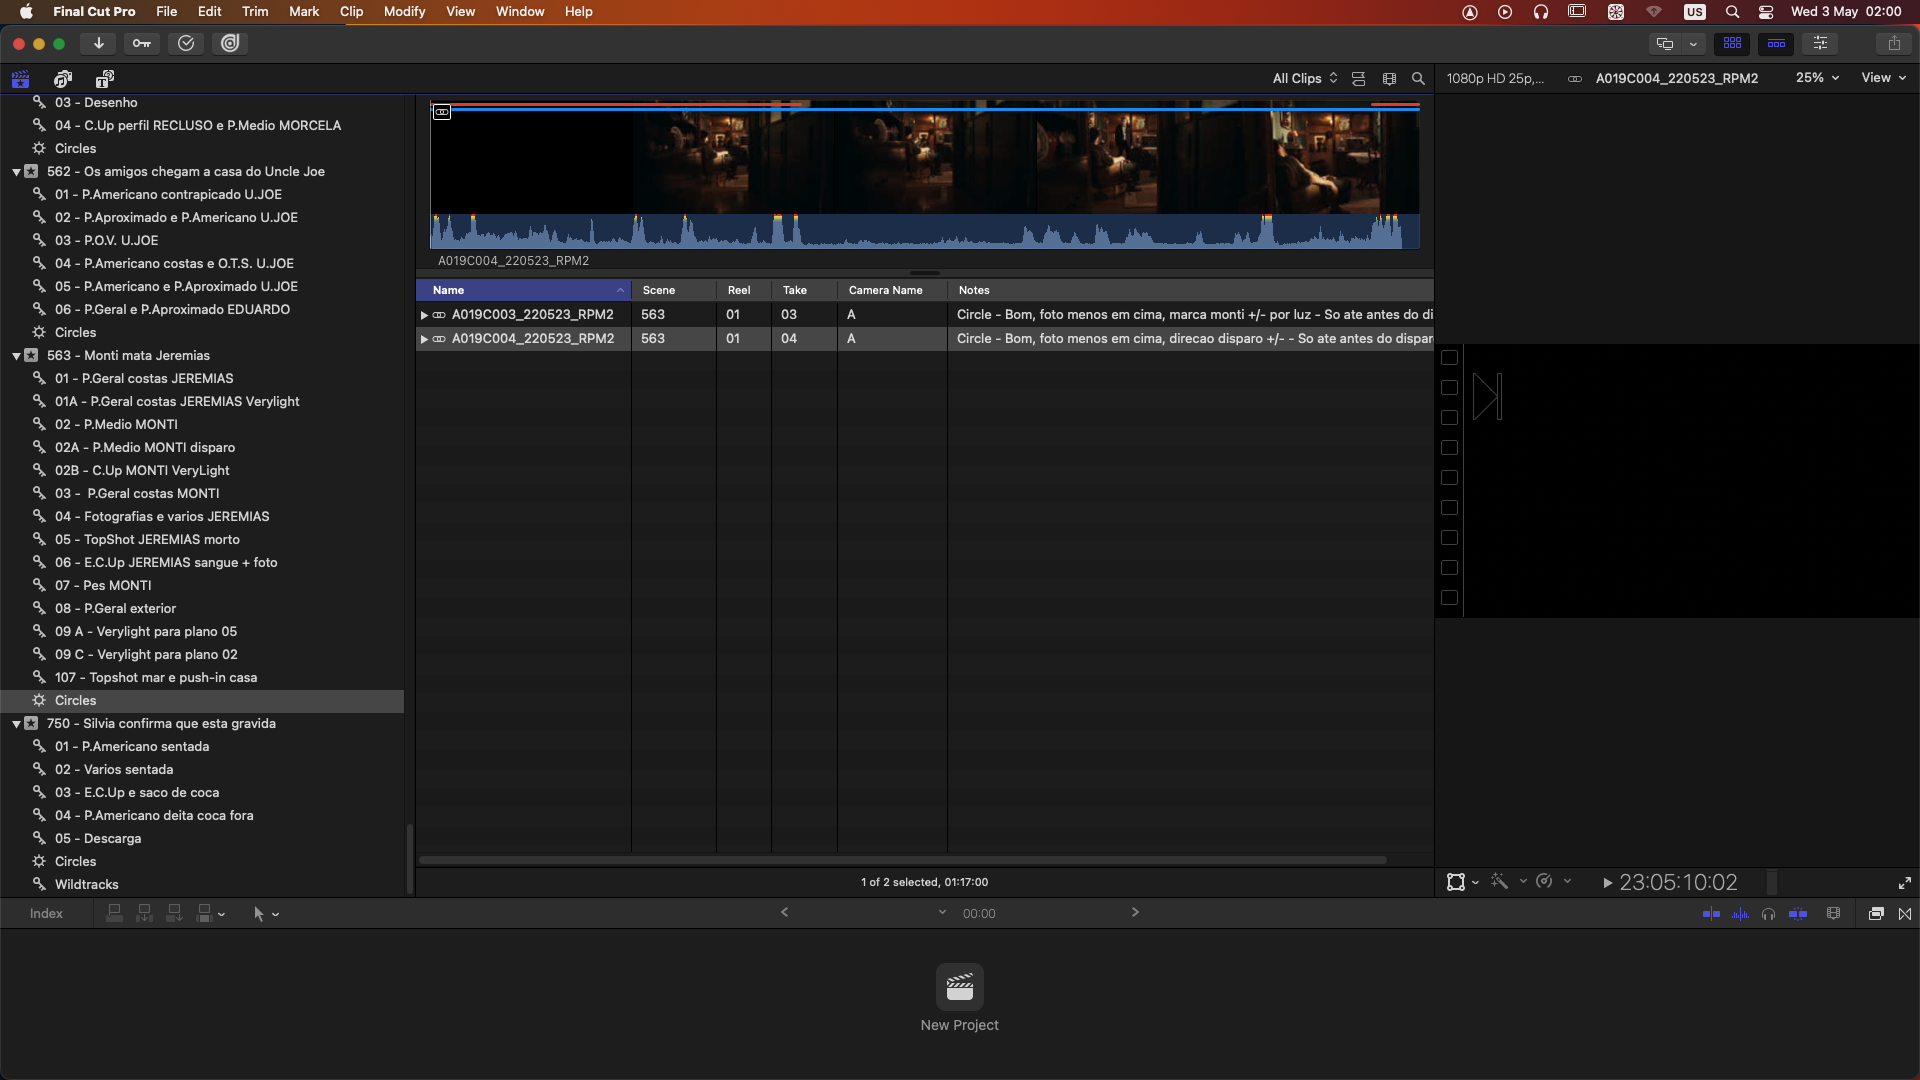 Final Cut Pro File Edit Trim Mark Clip Modify View Window Help US Wed 3 May 02:00
All Clips 1080p HD 25p,... A019C004_220523_RPM2 25% View
03 - Desenho
04 - C.Up perfil RECLUSO e P.Medio MORCELA
Circles
562 - Os amigos chegam a casa do Uncle Joe
01 - P.Americano contrapicado U.JOE
02 - P.Aproximado e P.Americano U.JOE
03 - P.O.V. U.JOE
04 - P.Americano costas e O.T.S. U.JOE
05 - P.Americano e P.Aproximado U.JOE
06 - P.Geral e P.Aproximado EDUARDO
Circles
563 - Monti mata Jeremias
01 - P.Geral costas JEREMIAS
01A - P.Geral costas JEREMIAS Verylight
02 - P.Medio MONTI
02A - P.Medio MONTI disparo
02B - C.Up MONTI VeryLight
03 - P.Geral costas MONTI
04 - Fotografias e varios JEREMIAS
05 - TopShot JEREMIAS morto
06 - E.C.Up JEREMIAS sangue + foto
07 - Pes MONTI
08 - P.Geral exterior
09 A - Verylight para plano 05
09 C - Verylight para plano 02
107 - Topshot mar e push-in casa
Circles
750 - Silvia confirma que esta gravida
01 - P.Americano sentada
02 - Varios sentada
03 - E.C.Up e saco de coca
04 - P.Americano deita coca fora
05 - Descarga
Circles
Wildtracks
A019C004_220523_RPM2
Name Scene Reel Take Camera Name Notes
A019C003_220523_RPM2 563 01 03 A Circle - Bom, foto menos em cima, marca monti +/- por luz - So ate antes do di
A019C004_220523_RPM2 563 01 04 A Circle - Bom, foto menos em cima, direcao disparo +/- - So ate antes do dispar
1 of 2 selected, 01:17:00
23:05:10:02
Index 00:00
New Project